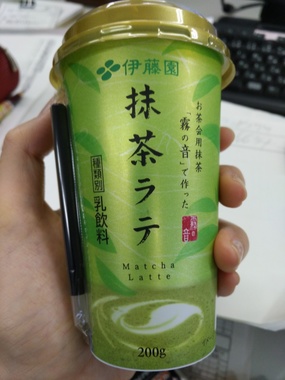 伊藤園
お茶会用抹茶
「霧の音」で作った
抹茶ラテ
種類別
乳飲料
Matcha
Latte
200g